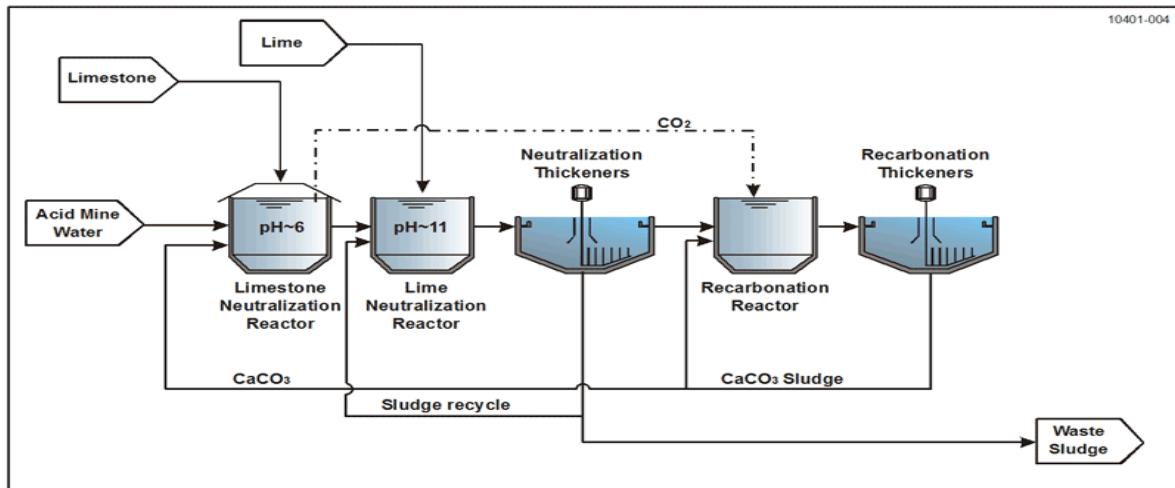 10401-004
Lime
Limestone
CO₂
Neutralization
Thickeners
Recarbonation
Thickeners
Acid Mine
Water
pH~6
pH~11
Limestone
Neutralization
Reactor
Lime
Neutralization
Reactor
Recarbonation
Reactor
CaCO₃
CaCO₃ Sludge
Sludge recycle
Waste
Sludge